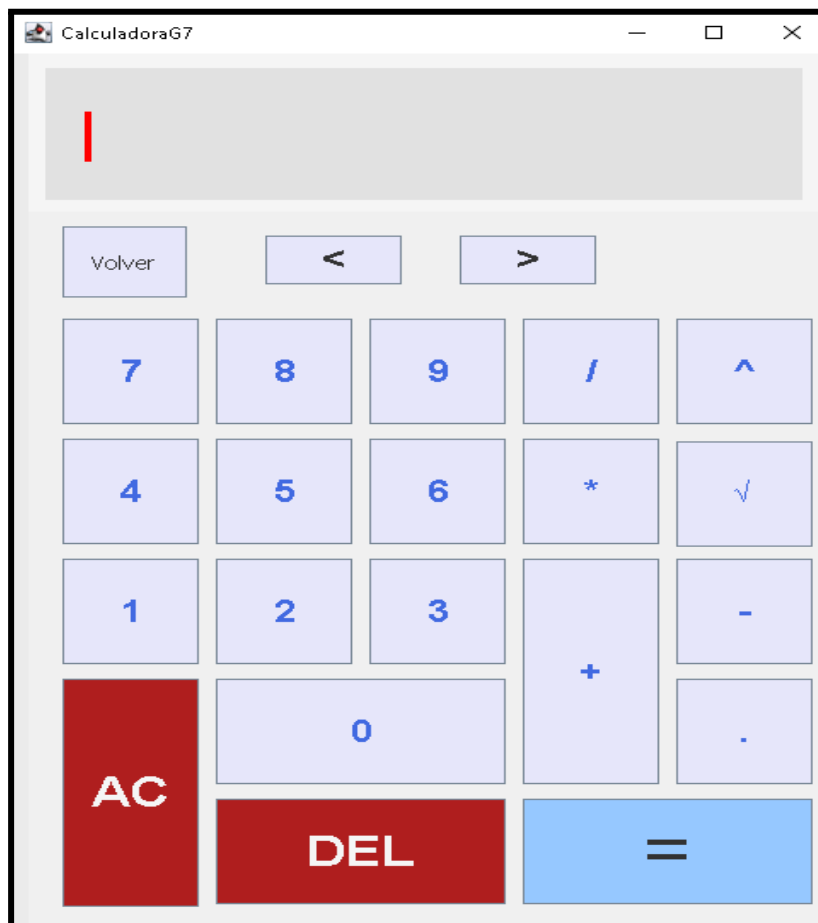 CalculadoraG7
Volver < >
7 8 9 / ^
4 5 6 * √
1 2 3 + -
AC 0 .
DEL =